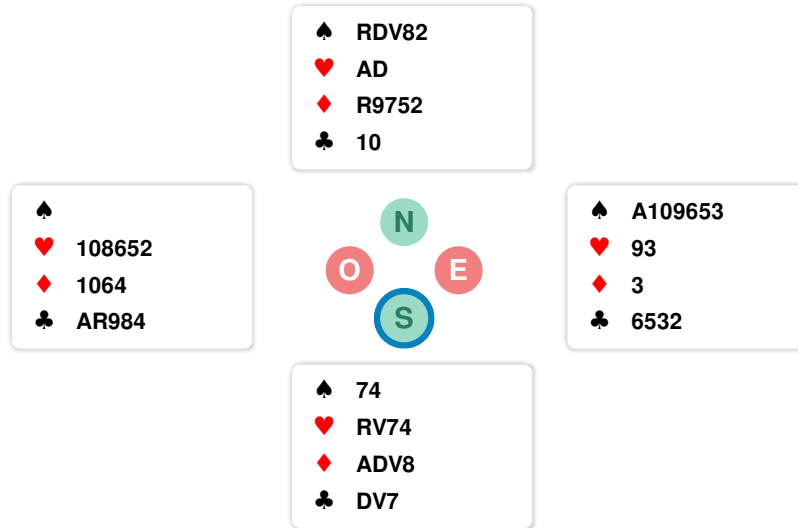 ♠ RDV82
♥ AD
♦ R9752
♣ 10
♠
♥ 108652
♦ 1064
♣ AR984
N
O E
S
♠ A109653
♥ 93
♦ 3
♣ 6532
♠ 74
♥ RV74
♦ ADV8
♣ DV7